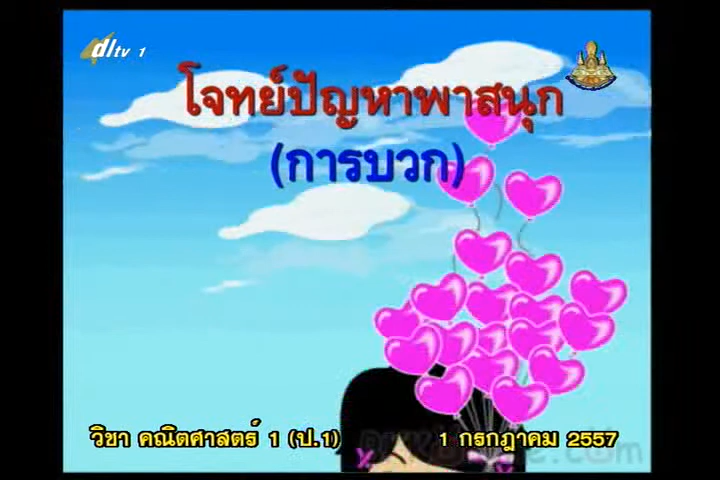 dltv 1
โจทย์ปัญหาพาสนุก
(การบวก)
วิชา คณิตศาสตร์ 1 (ป.1) 1 กรกฎาคม 2557